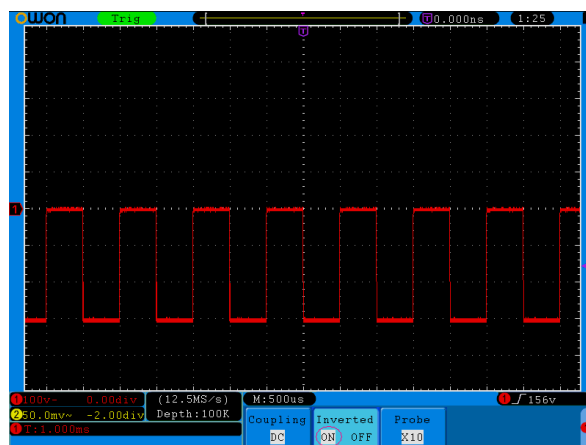 owon Trig T 0.000ns 1:25
T
1
1 100v~ 0.00div (12.5MS/s) M:500us 1 156v
2 50.0mv~ -2.00div Depth:100K
1 T:1.000ms
Coupling Inverted Probe
DC ON OFF X10